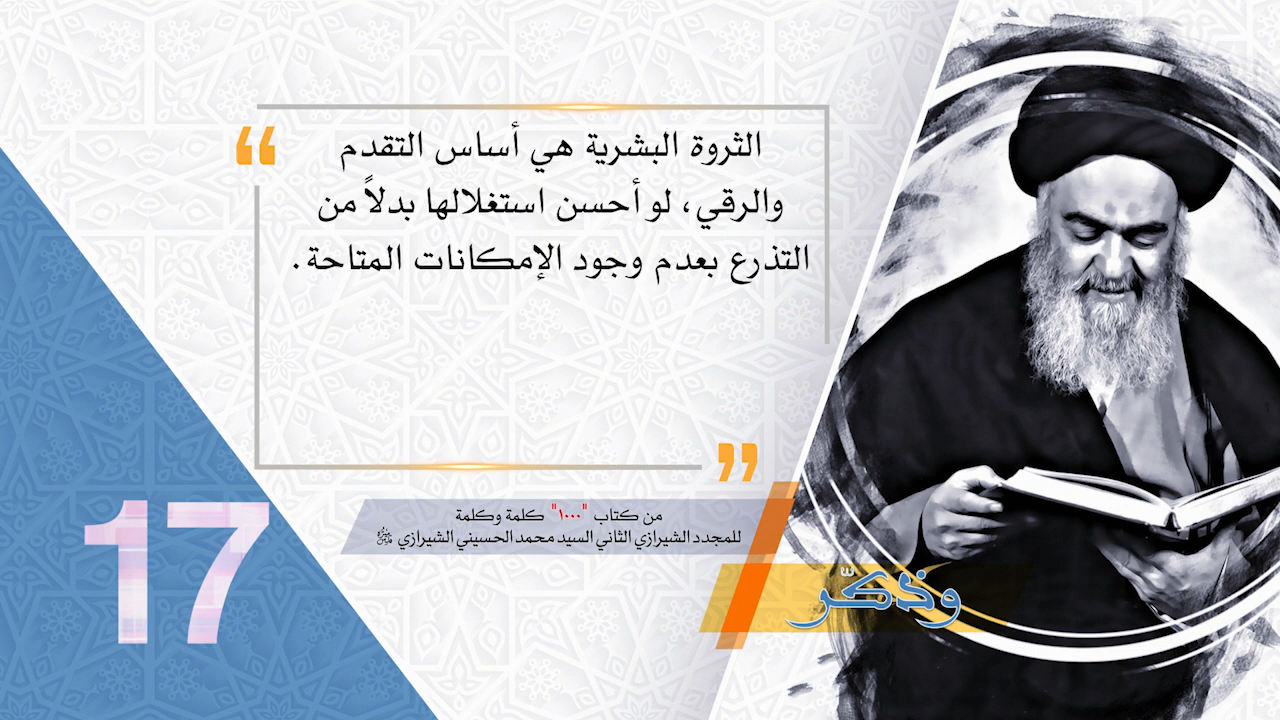 الثروة البشرية هي أساس التقدم
والرقي، لو أحسن استغلالها بدلاً من
التذرع بعدم وجود الإمكانات المتاحة.
من كتاب "١٠٠٠" كلمة وكلمة
للمجدد الشيرازي الثاني السيد محمد الحسيني الشيرازي
وذكّر
17